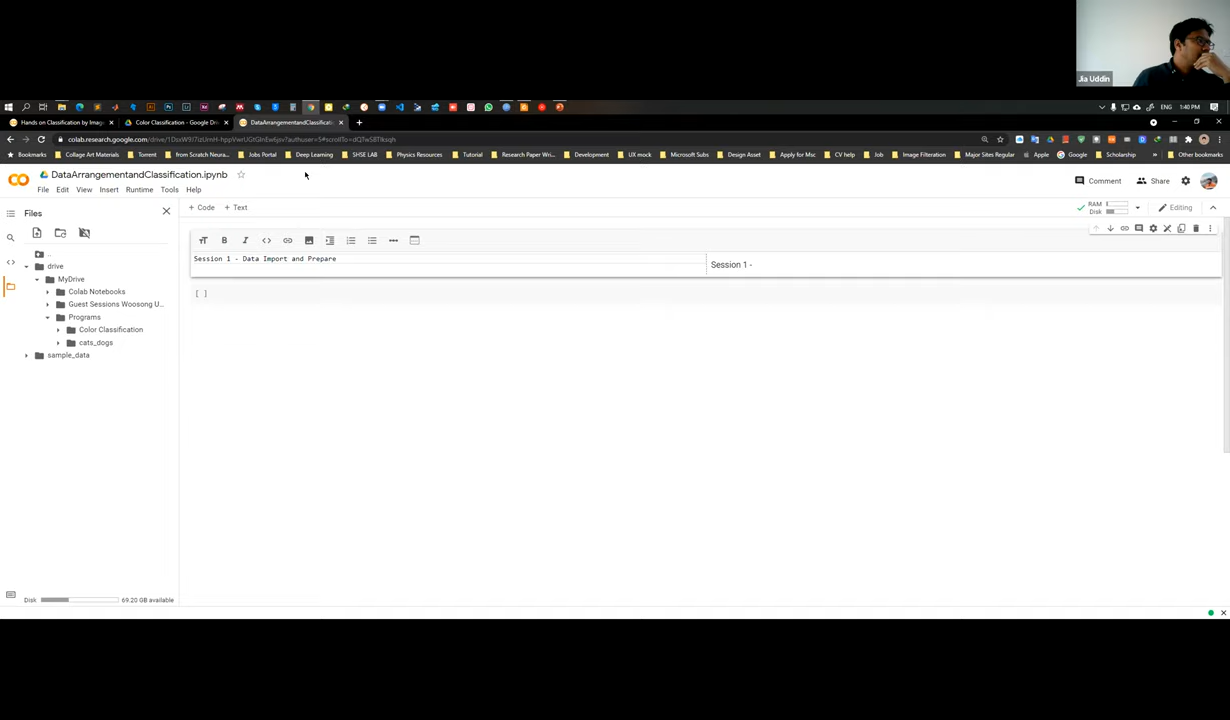 Jia Uddin
ENG 1:40 PM
Hands on Classification by Imag
Color Classification - Google Dri
DataArrangementandClassificatio
Bookmarks
Collage Art Materials
Torrent
from Scratch Neura...
Jobs Portal
Deep Learning
SHSE LAB
Physics Resources
Tutorial
Research Paper Wri...
Development
UX mock
Microsoft Subs
Design Asset
Apply for Msc
CV help
Job
Image Filteration
Major Sites Regular
Apple
Google
Scholarship
»
Other bookmarks
DataArrangementandClassification.ipynb
Comment
Share
File Edit View Insert Runtime Tools Help
Files
+ Code + Text
RAM
Disk
Editing
..
drive
MyDrive
Colab Notebooks
Guest Sessions Woosong U...
Programs
Color Classification
cats_dogs
sample_data
Session 1 - Data Import and Prepare
Session 1 -
[ ]
Disk
69.20 GB available